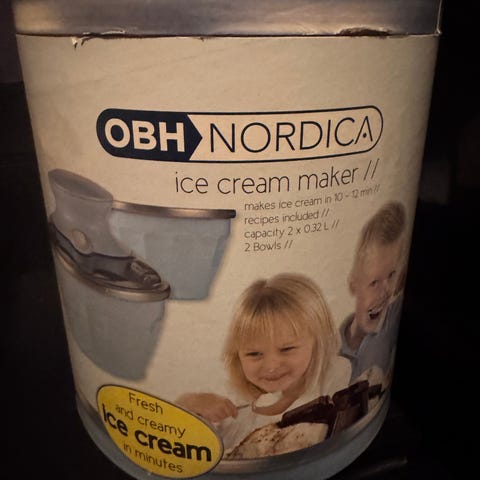 OBH NORDICA
ice cream maker //
makes ice cream in 10 - 12 min //
recipes included //
capacity 2 x 0.32 L //
2 Bowls //
Fresh
and creamy
ice cream
in minutes